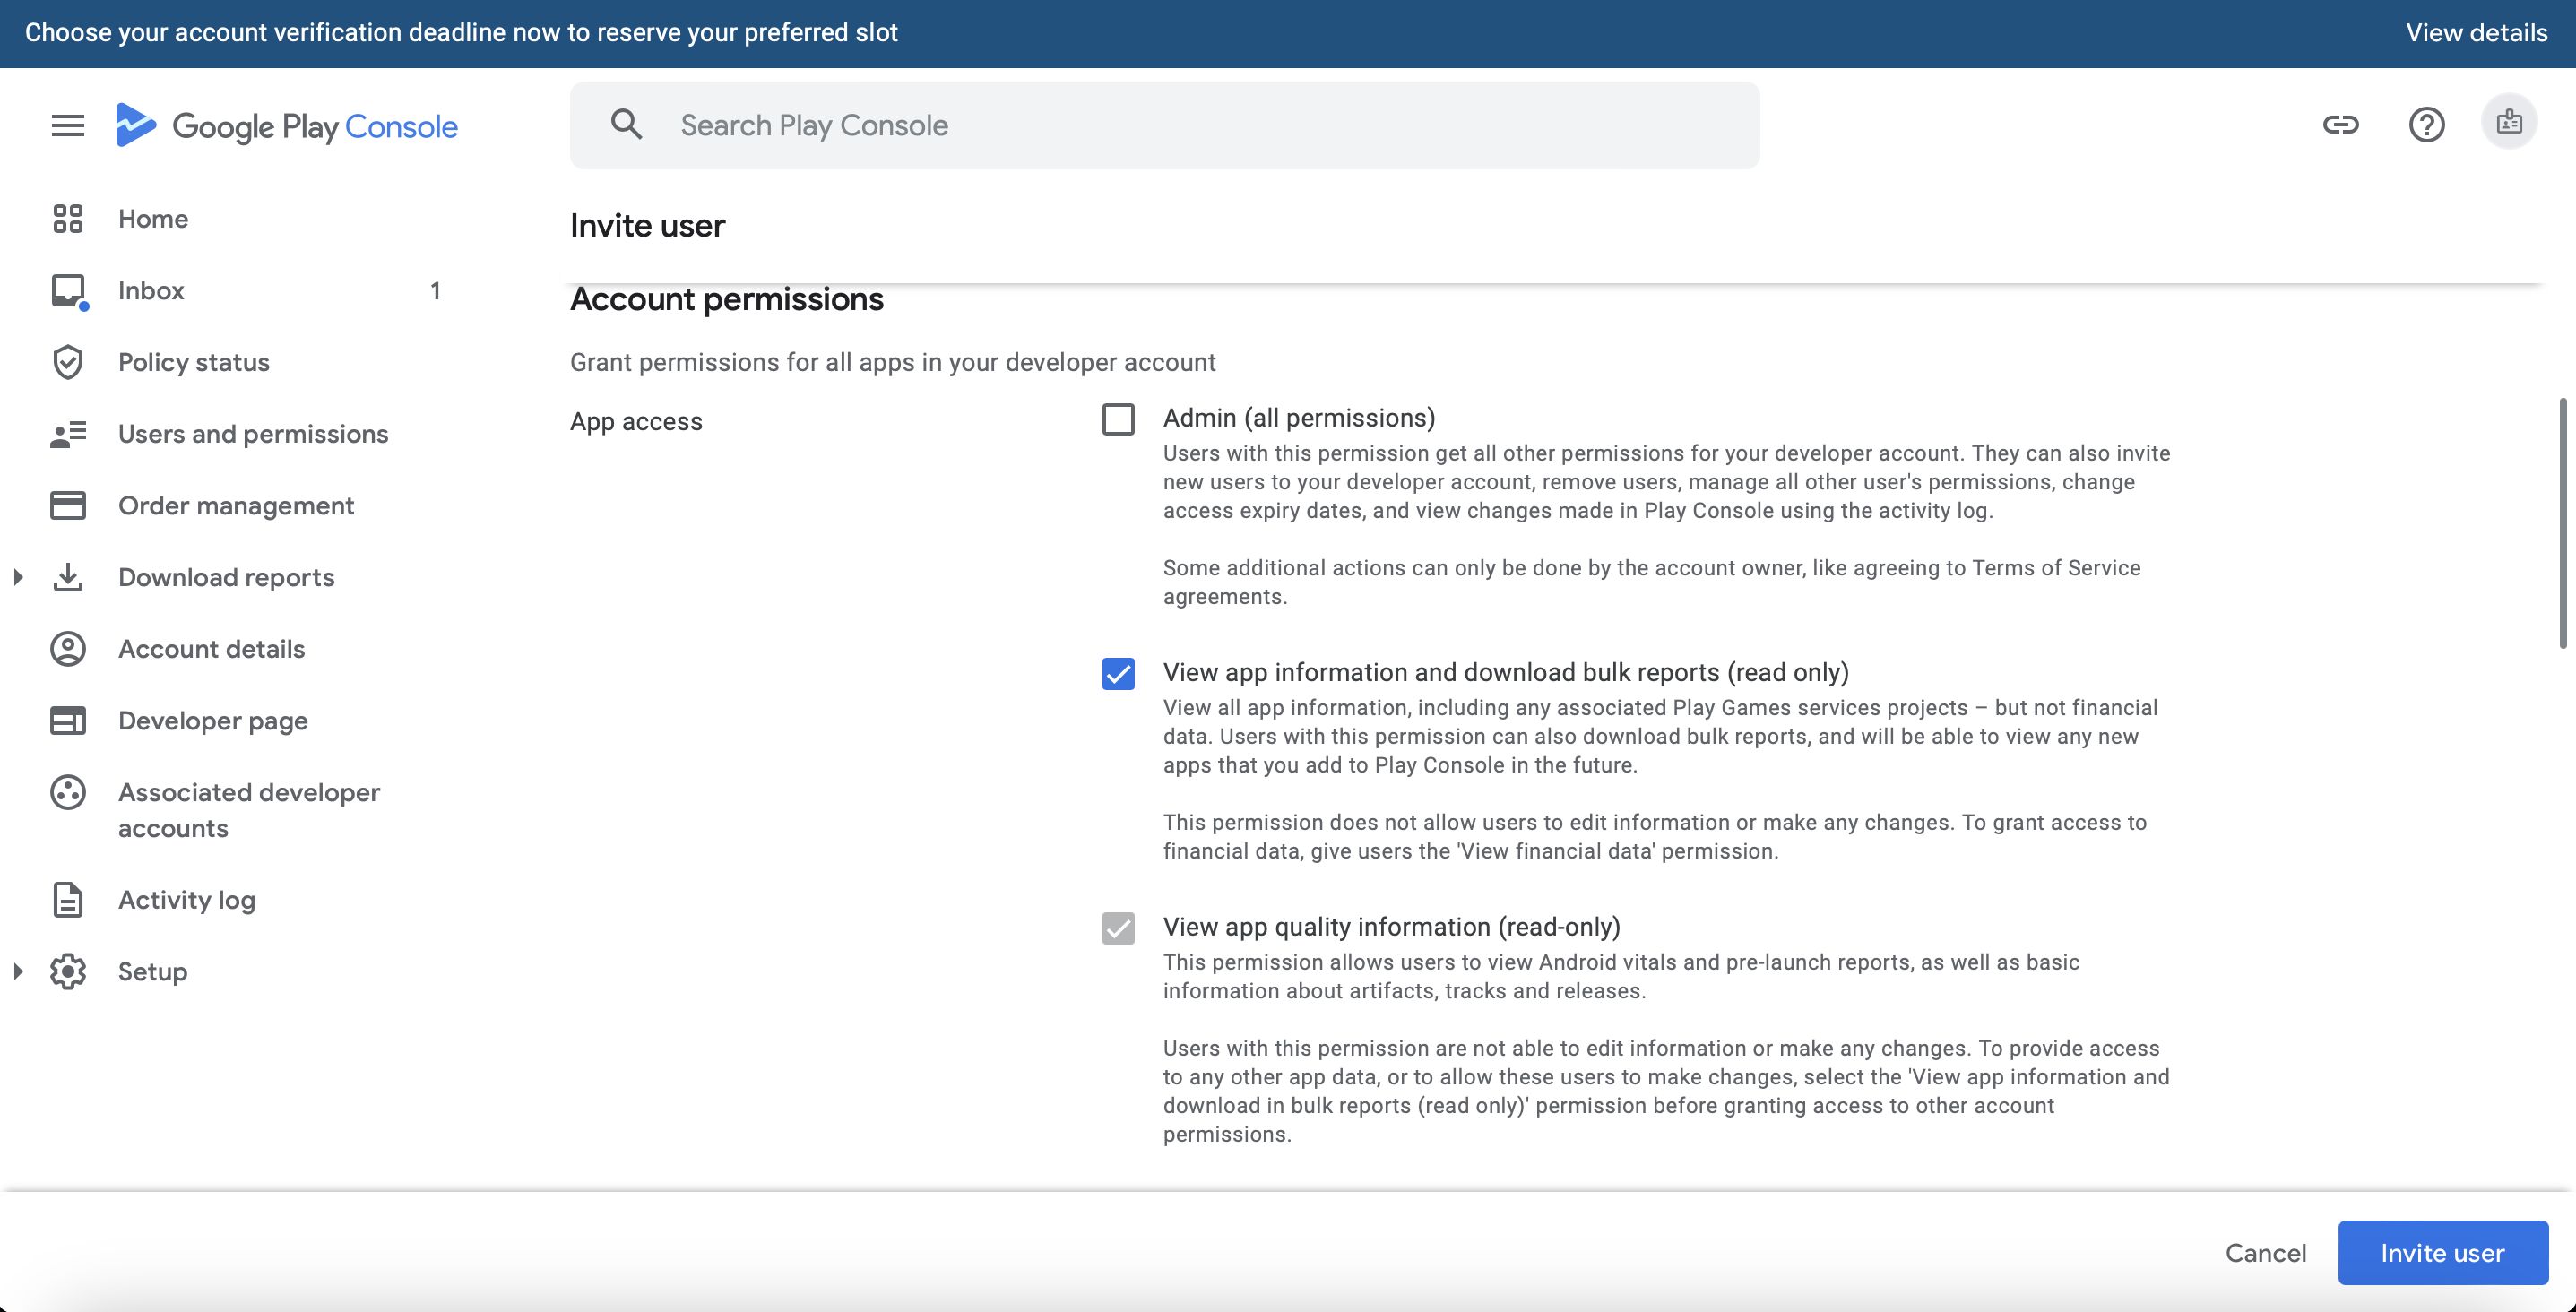 Choose your account verification deadline now to reserve your preferred slot
View details
Google Play Console
Search Play Console
Home
Inbox
1
Policy status
Users and permissions
Order management
Download reports
Account details
Developer page
Associated developer
accounts
Activity log
Setup
Invite user
Account permissions
Grant permissions for all apps in your developer account
App access
Admin (all permissions)
Users with this permission get all other permissions for your developer account. They can also invite
new users to your developer account, remove users, manage all other user's permissions, change
access expiry dates, and view changes made in Play Console using the activity log.
Some additional actions can only be done by the account owner, like agreeing to Terms of Service
agreements.
View app information and download bulk reports (read only)
View all app information, including any associated Play Games services projects – but not financial
data. Users with this permission can also download bulk reports, and will be able to view any new
apps that you add to Play Console in the future.
This permission does not allow users to edit information or make any changes. To grant access to
financial data, give users the 'View financial data' permission.
View app quality information (read-only)
This permission allows users to view Android vitals and pre-launch reports, as well as basic
information about artifacts, tracks and releases.
Users with this permission are not able to edit information or make any changes. To provide access
to any other app data, or to allow these users to make changes, select the 'View app information and
download in bulk reports (read only)' permission before granting access to other account
permissions.
Cancel
Invite user